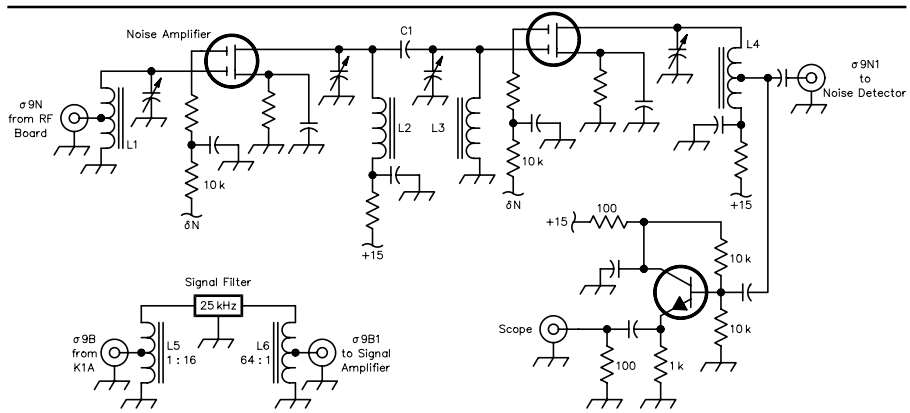 Noise Amplifier
C1
L4
σ9N
from RF
Board
L1
10 k
δN
L2
L3
+15
10 k
δN
σ9N1
to
Noise Detector
+15
+15
100
10 k
10 k
Scope
100
1 k
Signal Filter
25 kHz
σ9B
from
K1A
L5
1 : 16
L6
64 : 1
σ9B1
to Signal
Amplifier